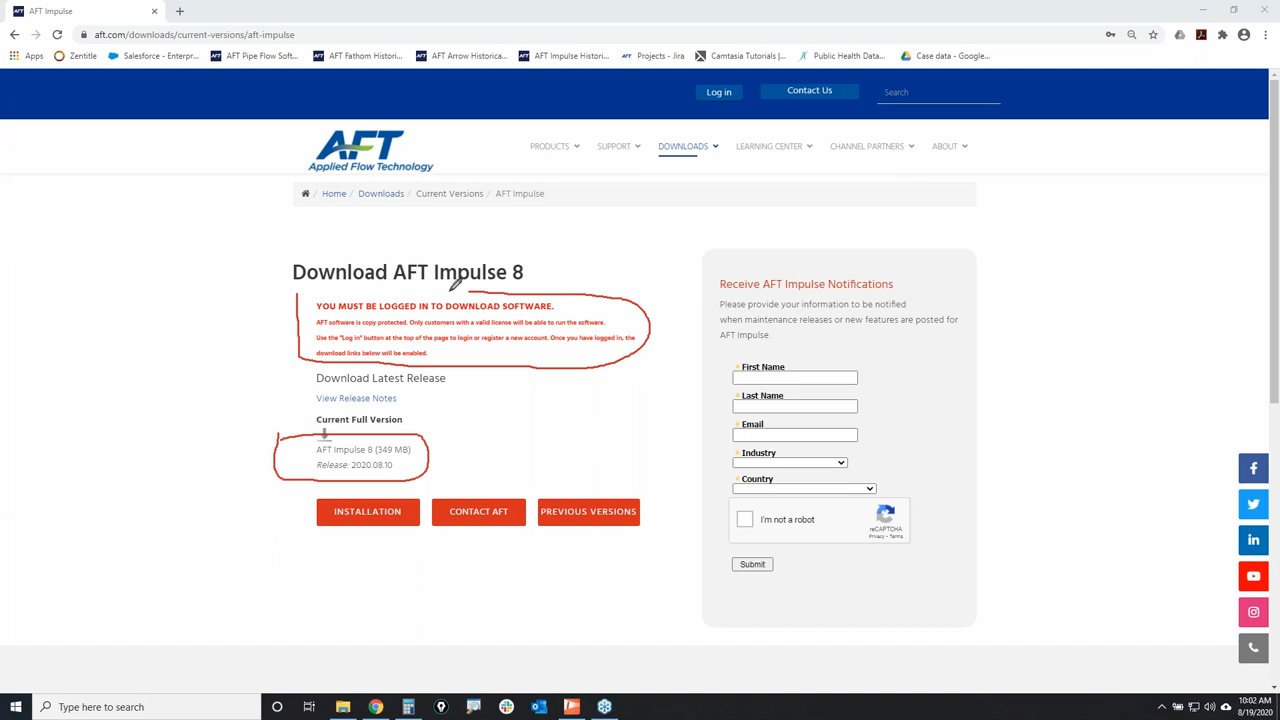 AFT Impulse
aft.com/downloads/current-versions/aft-impulse
Apps Zentitle Salesforce - Enterpr... AFT Pipe Flow Soft... AFT Fathom Histori... AFT Arrow Historica... AFT Impulse Histori... Projects - Jira Camtasia Tutorials |... Public Health Data... Case data - Google...
Log in Contact Us Search
AFT
Applied Flow Technology
PRODUCTS SUPPORT DOWNLOADS LEARNING CENTER CHANNEL PARTNERS ABOUT
/ Home / Downloads / Current Versions / AFT Impulse
Download AFT Impulse 8
YOU MUST BE LOGGED IN TO DOWNLOAD SOFTWARE.
AFT software is copy protected. Only customers with a valid license will be able to run the software.
Use the "Log in" button at the top of the page to login or register a new account. Once you have logged in, the
download links below will be enabled.
Download Latest Release
View Release Notes
Current Full Version
AFT Impulse 8 (349 MB)
Release: 2020.08.10
INSTALLATION CONTACT AFT PREVIOUS VERSIONS
Receive AFT Impulse Notifications
Please provide your information to be notified
when maintenance releases or new features are posted for
AFT Impulse.
* First Name
* Last Name
* Email
* Industry
* Country
I'm not a robot
reCAPTCHA
Privacy - Terms
Submit
Type here to search
10:02 AM
8/19/2020